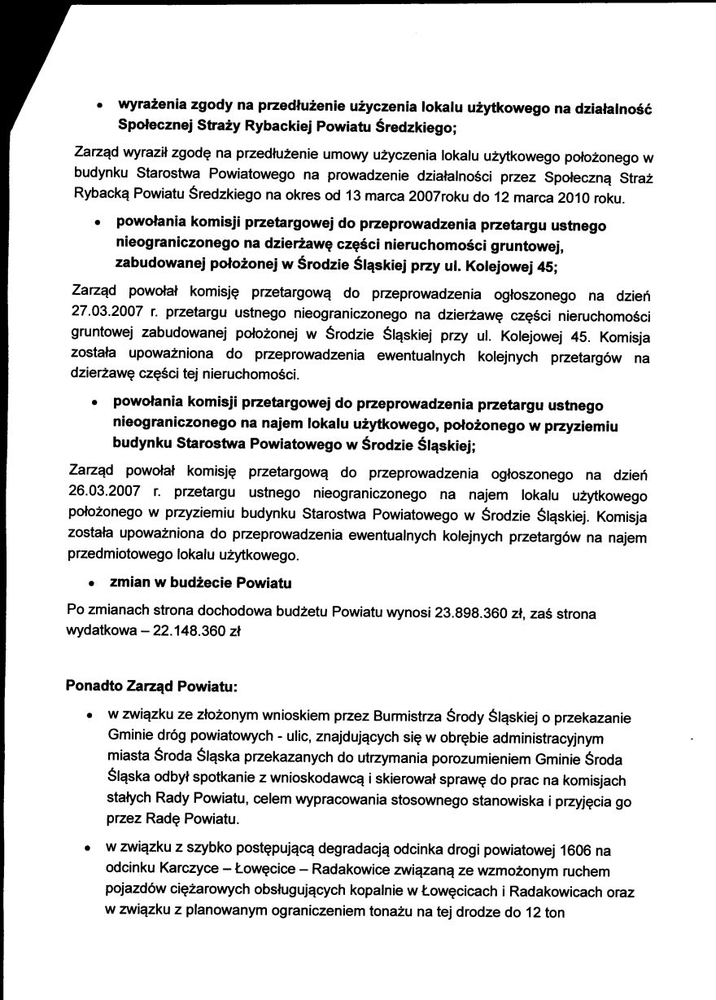 • wyrażenia zgody na przedłużenie użyczenia lokalu użytkowego na działalność
Społecznej Straży Rybackiej Powiatu Średzkiego;
Zarząd wyraził zgodę na przedłużenie umowy użyczenia lokalu użytkowego położonego w
budynku Starostwa Powiatowego na prowadzenie działalności przez Społeczną Straż
Rybacką Powiatu Średzkiego na okres od 13 marca 2007roku do 12 marca 2010 roku.
• powołania komisji przetargowej do przeprowadzenia przetargu ustnego
nieograniczonego na dzierżawę części nieruchomości gruntowej,
zabudowanej położonej w Środzie Śląskiej przy ul. Kolejowej 45;
Zarząd powołał komisję przetargową do przeprowadzenia ogłoszonego na dzień
27.03.2007 r. przetargu ustnego nieograniczonego na dzierżawę części nieruchomości
gruntowej zabudowanej położonej w Środzie Śląskiej przy ul. Kolejowej 45. Komisja
została upoważniona do przeprowadzenia ewentualnych kolejnych przetargów na
dzierżawę części tej nieruchomości.
• powołania komisji przetargowej do przeprowadzenia przetargu ustnego
nieograniczonego na najem lokalu użytkowego, położonego w przyziemiu
budynku Starostwa Powiatowego w Środzie Śląskiej;
Zarząd powołał komisję przetargową do przeprowadzenia ogłoszonego na dzień
26.03.2007 r. przetargu ustnego nieograniczonego na najem lokalu użytkowego
położonego w przyziemiu budynku Starostwa Powiatowego w Środzie Śląskiej. Komisja
została upoważniona do przeprowadzenia ewentualnych kolejnych przetargów na najem
przedmiotowego lokalu użytkowego.
• zmian w budżecie Powiatu
Po zmianach strona dochodowa budżetu Powiatu wynosi 23.898.360 zł, zaś strona
wydatkowa – 22.148.360 zł
Ponadto Zarząd Powiatu:
• w związku ze złożonym wnioskiem przez Burmistrza Środy Śląskiej o przekazanie
Gminie dróg powiatowych - ulic, znajdujących się w obrębie administracyjnym
miasta Środa Śląska przekazanych do utrzymania porozumieniem Gminie Środa
Śląska odbył spotkanie z wnioskodawcą i skierował sprawę do prac na komisjach
stałych Rady Powiatu, celem wypracowania stosownego stanowiska i przyjęcia go
przez Radę Powiatu.
• w związku z szybko postępującą degradacją odcinka drogi powiatowej 1606 na
odcinku Karczyce – Łowęcice – Radakowice związaną ze wzmożonym ruchem
pojazdów ciężarowych obsługujących kopalnie w Łowęcicach i Radakowicach oraz
w związku z planowanym ograniczeniem tonażu na tej drodze do 12 ton